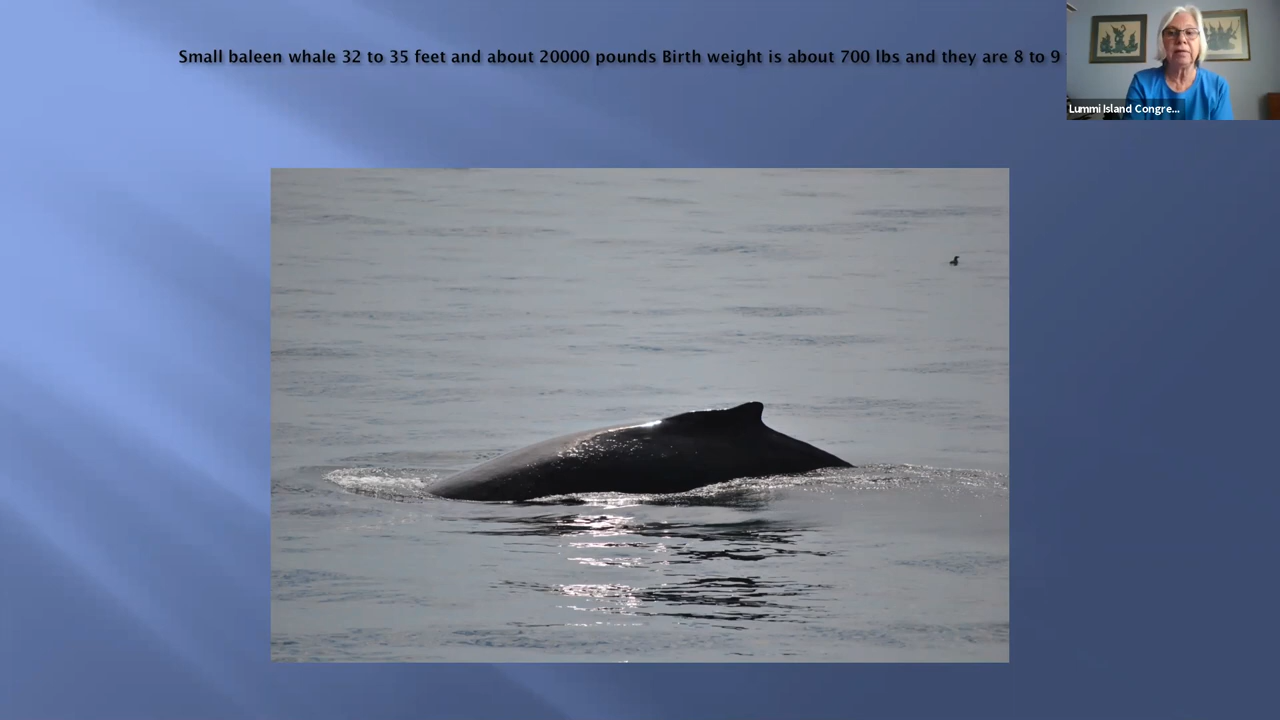 Small baleen whale 32 to 35 feet and about 20000 pounds Birth weight is about 700 lbs and they are 8 to 9
Lummi Island Congre...